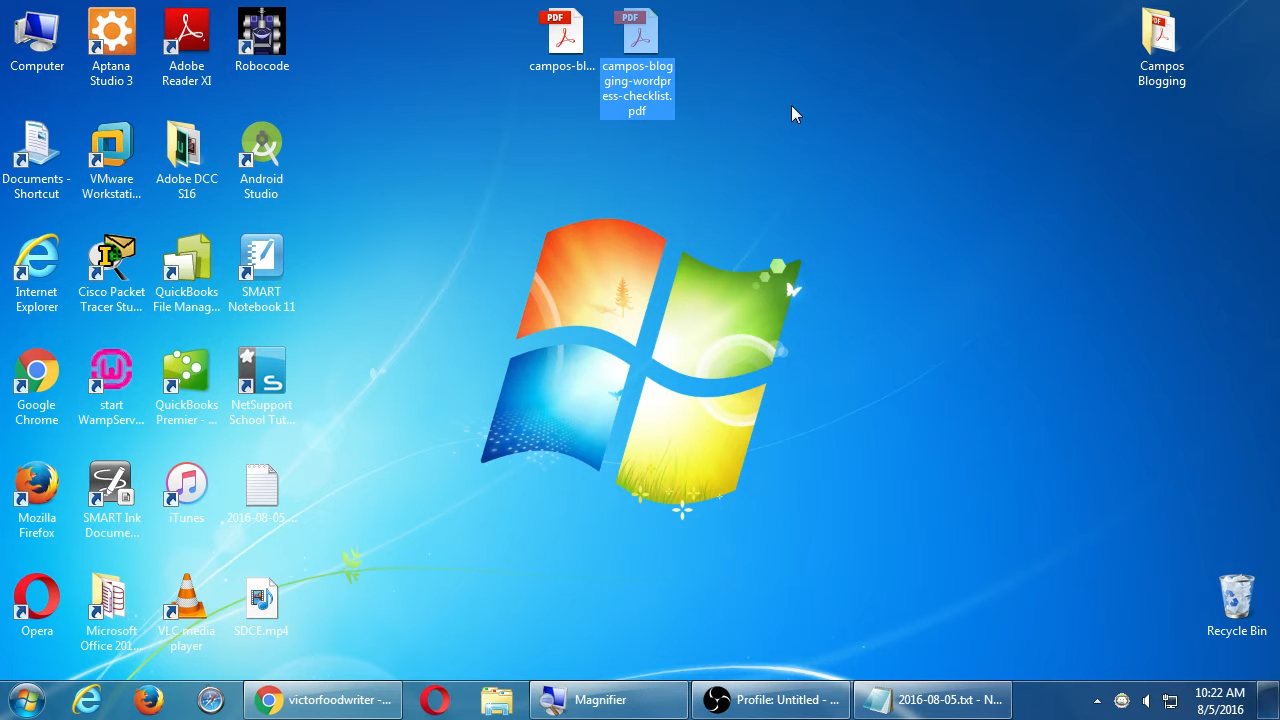 Computer
Aptana
Studio 3
Adobe
Reader XI
Robocode
PDF
campos-bl...
PDF
campos-blog
ging-wordpr
ess-checklist.
pdf
PDF
Campos
Blogging
Documents -
Shortcut
VMware
Workstati...
Adobe DCC
S16
Android
Studio
Internet
Explorer
Cisco Packet
Tracer Stu...
QuickBooks
File Manag...
SMART
Notebook 11
Google
Chrome
start
WampServ...
QuickBooks
Premier - ...
NetSupport
School Tut...
Mozilla
Firefox
SMART Ink
Docume...
iTunes
2016-08-05....
Opera
Microsoft
Office 201...
VLC media
player
SDCE.mp4
Recycle Bin
victorfoodwriter -...
Magnifier
Profile: Untitled - ...
2016-08-05.txt - N...
10:22 AM
8/5/2016